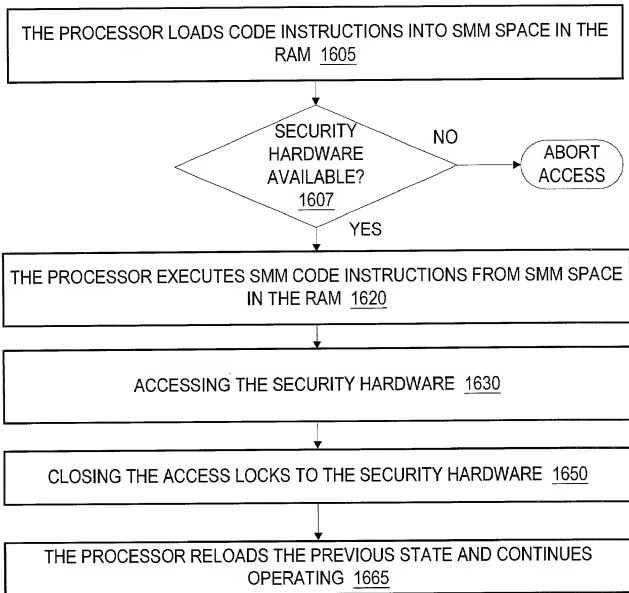 THE PROCESSOR LOADS CODE INSTRUCTIONS INTO SMM SPACE IN THE
RAM 1605
SECURITY
HARDWARE
AVAILABLE?
1607
NO
ABORT
ACCESS
YES
THE PROCESSOR EXECUTES SMM CODE INSTRUCTIONS FROM SMM SPACE
IN THE RAM 1620
ACCESSING THE SECURITY HARDWARE 1630
CLOSING THE ACCESS LOCKS TO THE SECURITY HARDWARE 1650
THE PROCESSOR RELOADS THE PREVIOUS STATE AND CONTINUES
OPERATING 1665